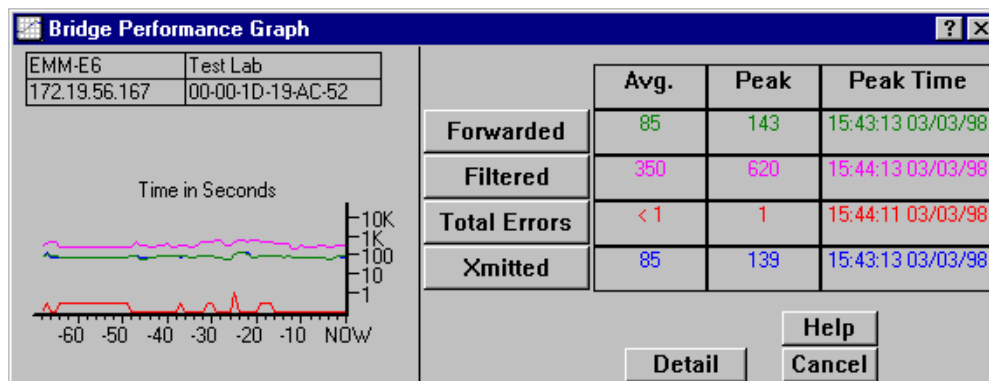 Bridge Performance Graph
EMM-E6 Test Lab
172.19.56.167 00-00-1D-19-AC-52
Time in Seconds
10K
1K
100
10
1
-60 -50 -40 -30 -20 -10 NOW
Avg. Peak Peak Time
Forwarded 85 143 15:43:13 03/03/98
Filtered 350 620 15:44:13 03/03/98
Total Errors < 1 1 15:44:11 03/03/98
Xmitted 85 139 15:43:13 03/03/98
Help
Detail Cancel